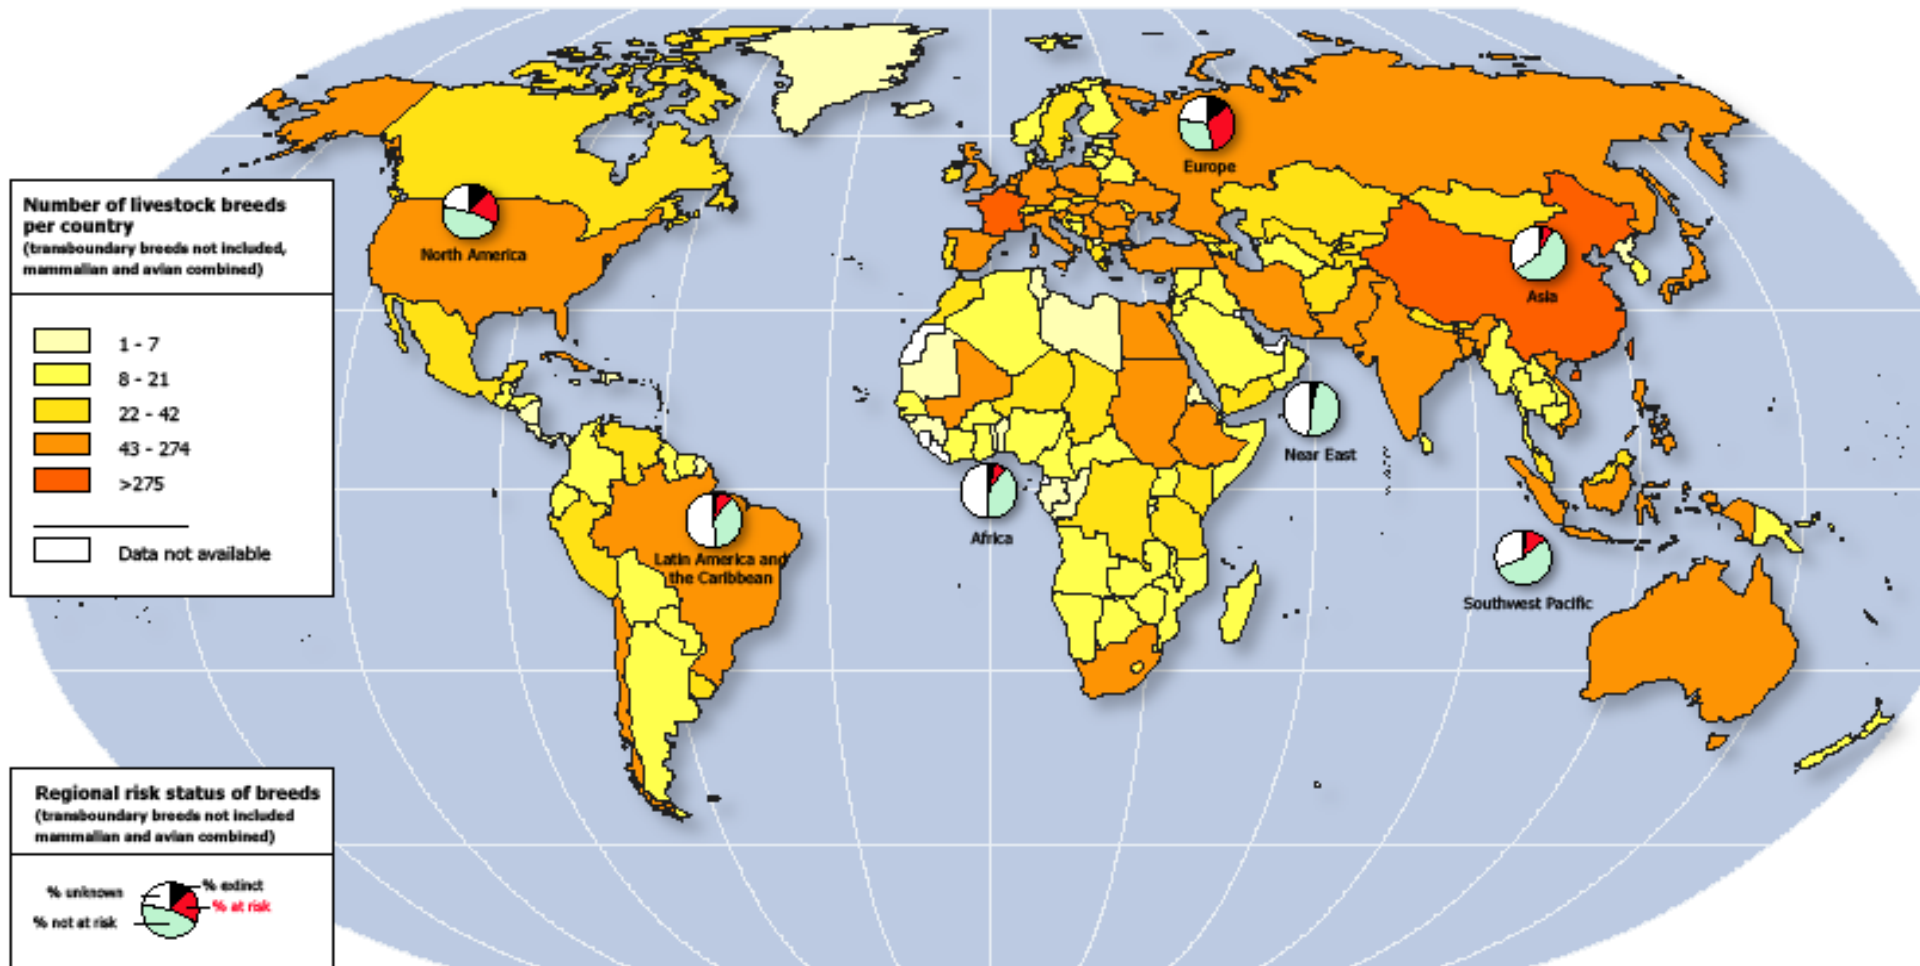 Number of livestock breeds
per country
(transboundary breeds not included,
mammalian and avian combined)
1 - 7
8 - 21
22 - 42
43 - 274
>275
Data not available
Regional risk status of breeds
(transboundary breeds not included
mammalian and avian combined)
% unknown
% extinct
% at risk
% not at risk
North America
Europe
Asia
Near East
Africa
Latin America and
the Caribbean
Southwest Pacific